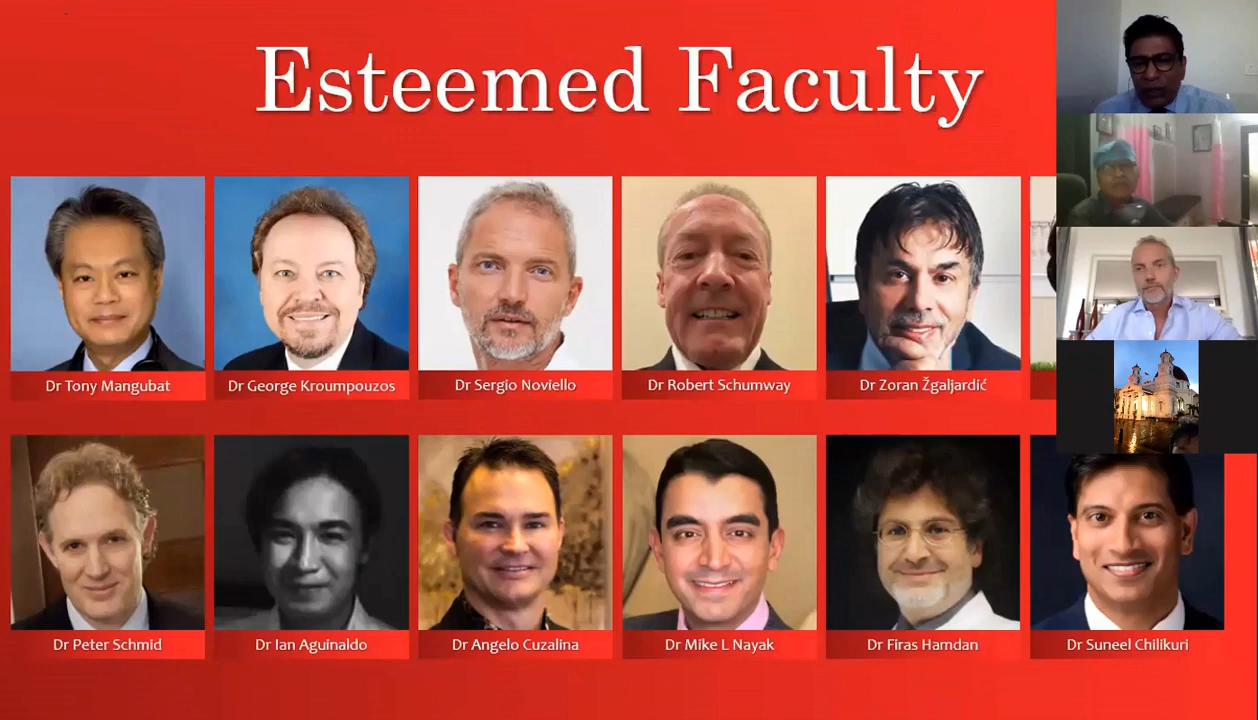 Esteemed Faculty
Dr Tony Mangubat
Dr George Kroumpouzos
Dr Sergio Noviello
Dr Robert Schumway
Dr Zoran Žgaljardić
Dr Peter Schmid
Dr Ian Aguinaldo
Dr Angelo Cuzalina
Dr Mike L Nayak
Dr Firas Hamdan
Dr Suneel Chilikuri